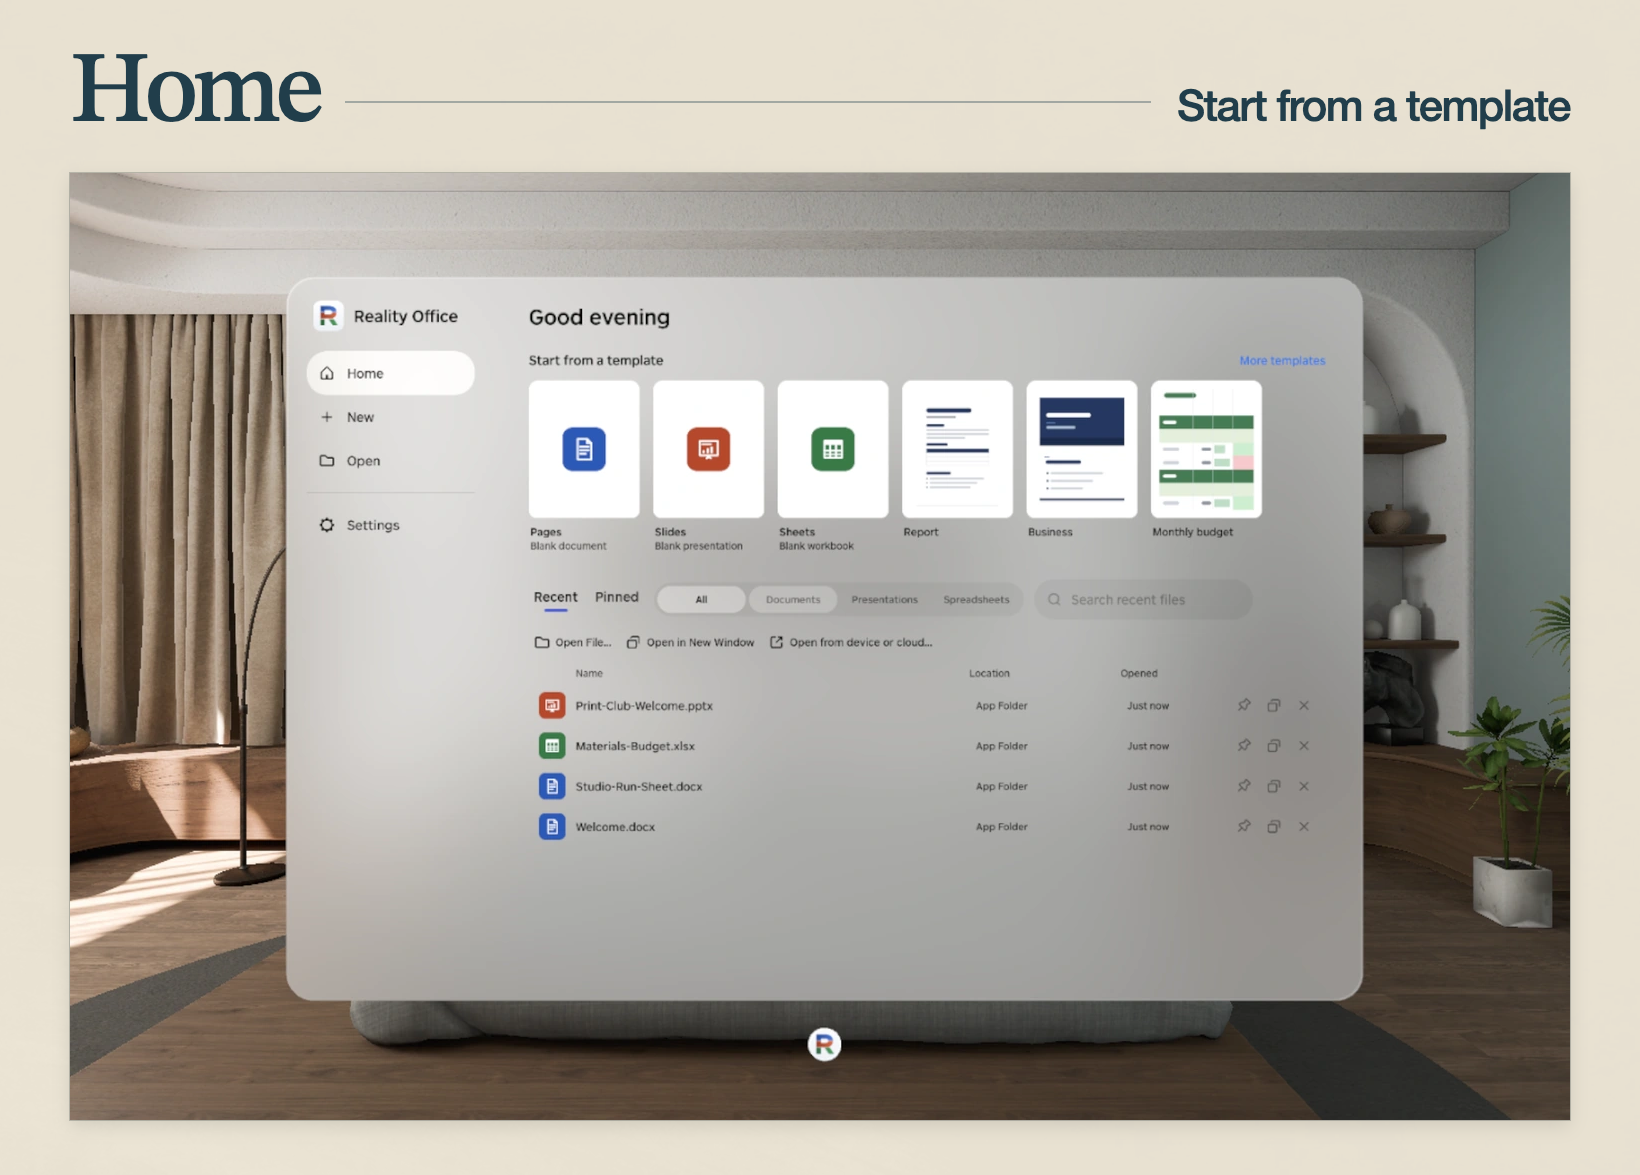 Home
Start from a template
R Reality Office
Home
New
Open
Settings
Good evening
Start from a template
More templates
Pages
Blank document
Slides
Blank presentation
Sheets
Blank workbook
Report
Business
Monthly budget
Recent Pinned All Documents Presentations Spreadsheets Search recent files
Open File... Open in New Window Open from device or cloud...
Name Location Opened
Print-Club-Welcome.pptx App Folder Just now
Materials-Budget.xlsx App Folder Just now
Studio-Run-Sheet.docx App Folder Just now
Welcome.docx App Folder Just now
R